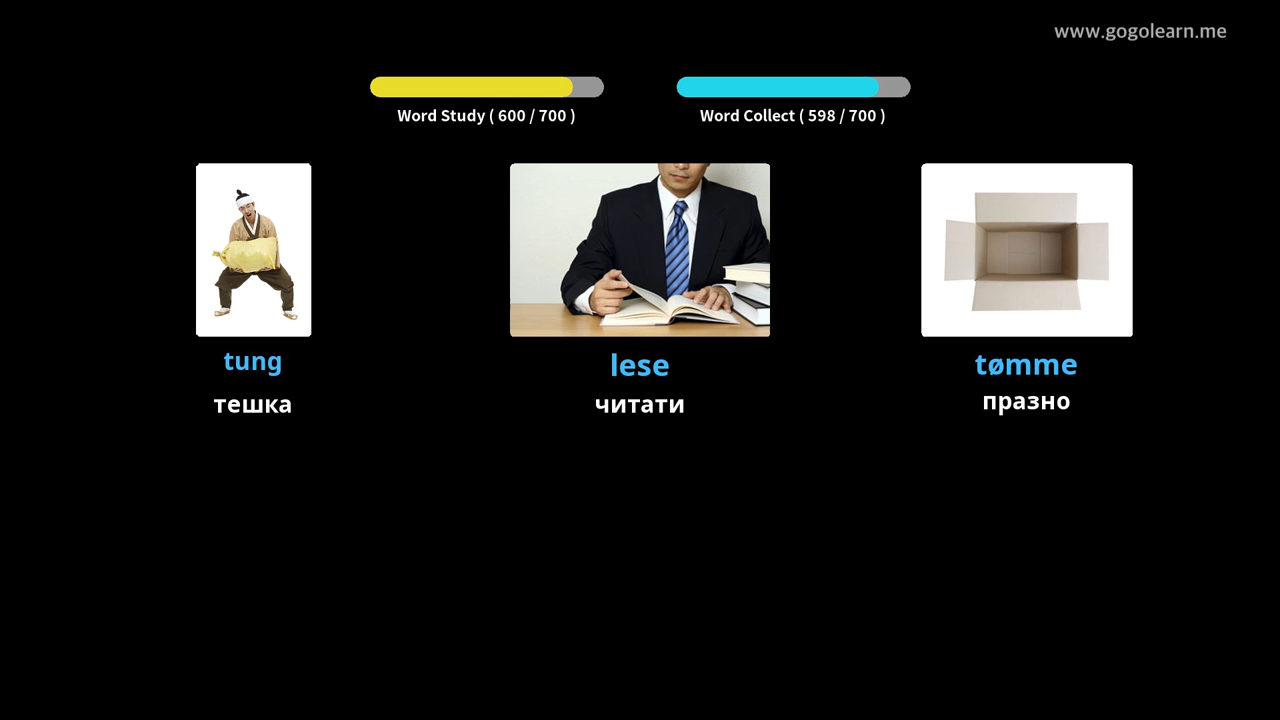 www.gogolearn.me
Word Study ( 600 / 700 )
Word Collect ( 598 / 700 )
tung
тешка
lese
читати
tømme
празно